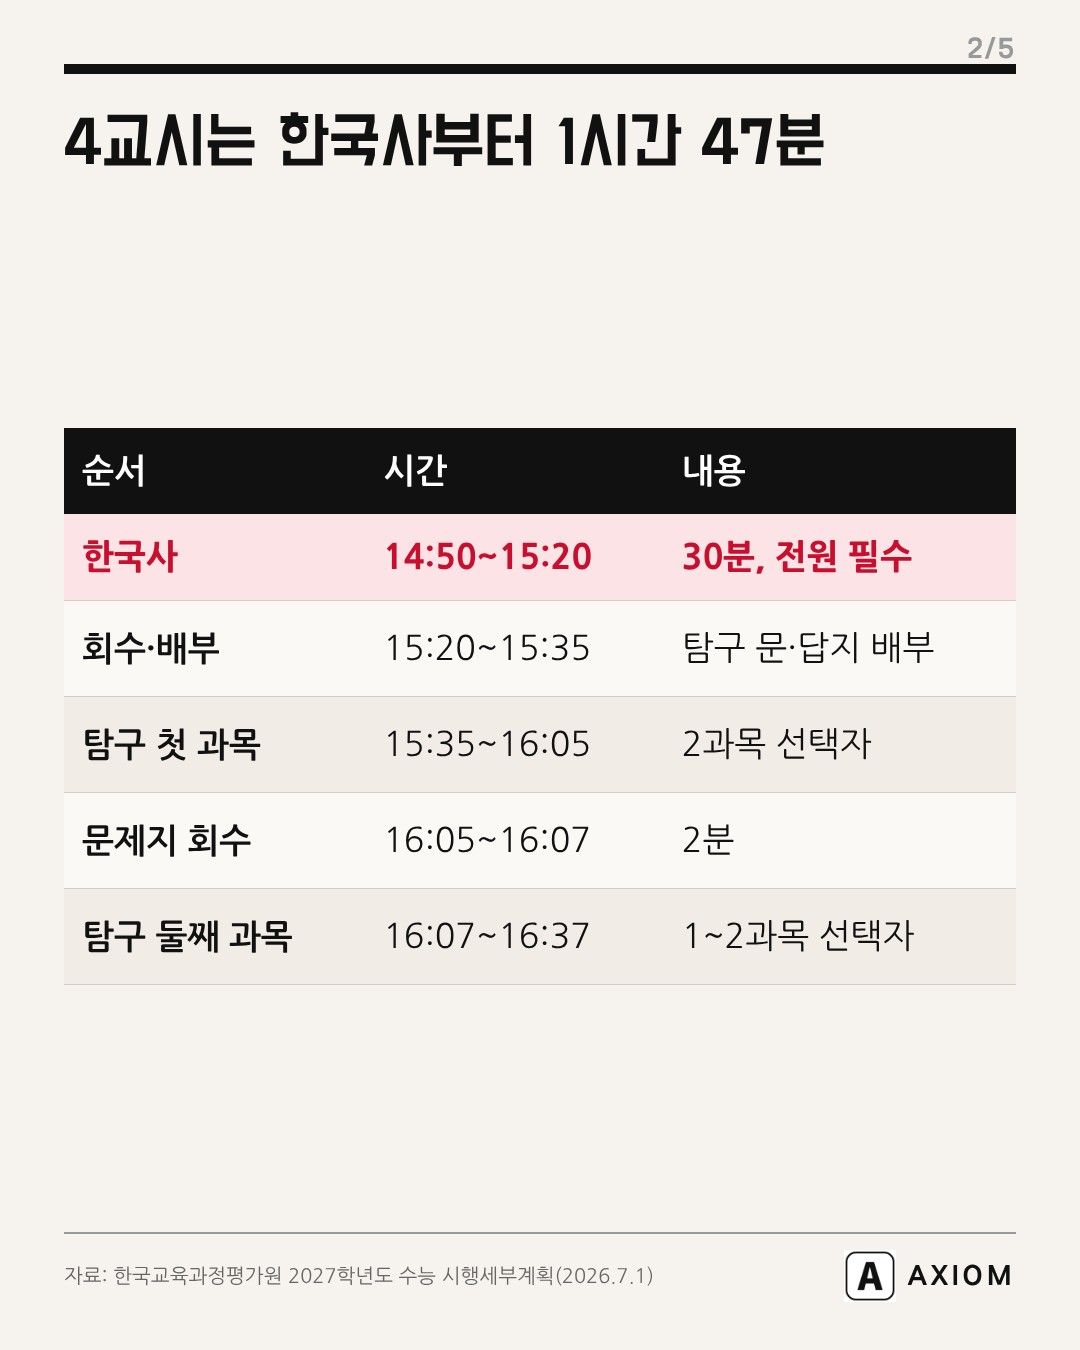 2/5
4교시는 한국사부터 1시간 47분
순서 시간 내용
한국사 14:50~15:20 30분, 전원 필수
회수·배부 15:20~15:35 탐구 문·답지 배부
탐구 첫 과목 15:35~16:05 2과목 선택자
문제지 회수 16:05~16:07 2분
탐구 둘째 과목 16:07~16:37 1~2과목 선택자
자료: 한국교육과정평가원 2027학년도 수능 시행세부계획(2026.7.1)
A AXIOM